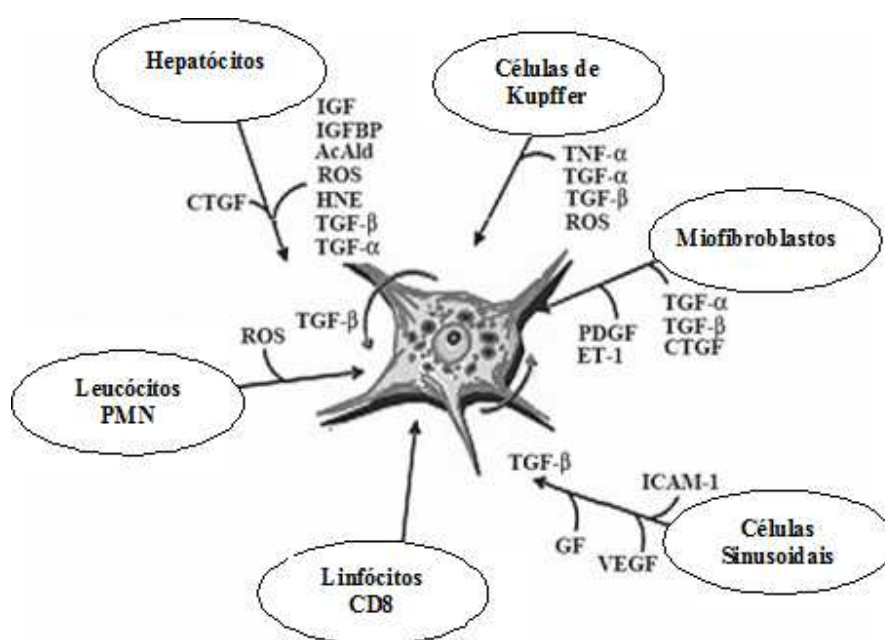 Hepatócitos
IGF
IGFBP
AcAld
ROS
HNE
TGF-β
TGF-α
CTGF
Células de
Kupffer
TNF-α
TGF-α
TGF-β
ROS
Miofibroblastos
TGF-α
TGF-β
CTGF
PDGF
ET-1
TGF-β
ROS
Leucócitos
PMN
TGF-β
ICAM-1
GF
VEGF
Células
Sinusoidais
Linfócitos
CD8